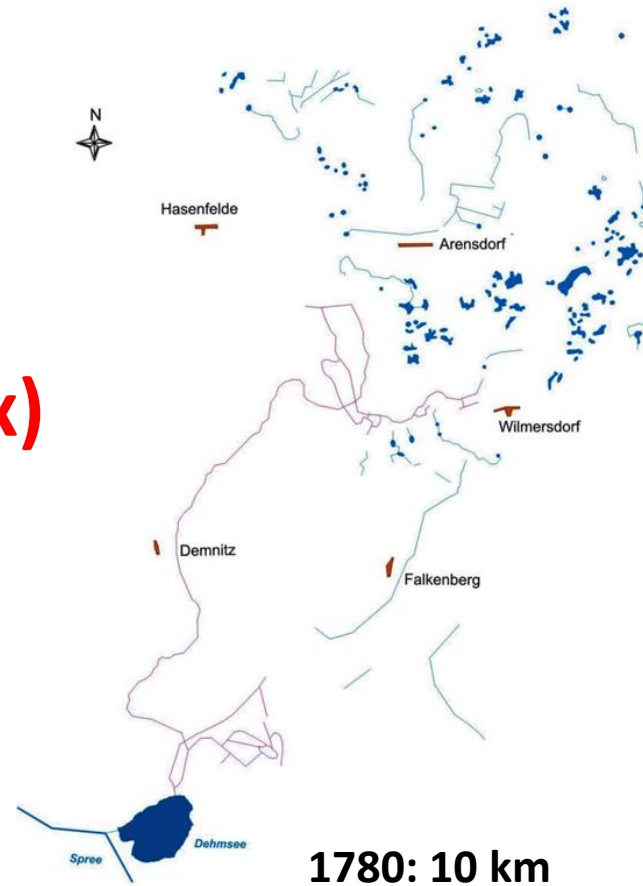 N
Hasenfelde
Arensdorf
x)
Wilmersdorf
Demnitz
Falkenberg
Dehmsee
Spree
1780: 10 km